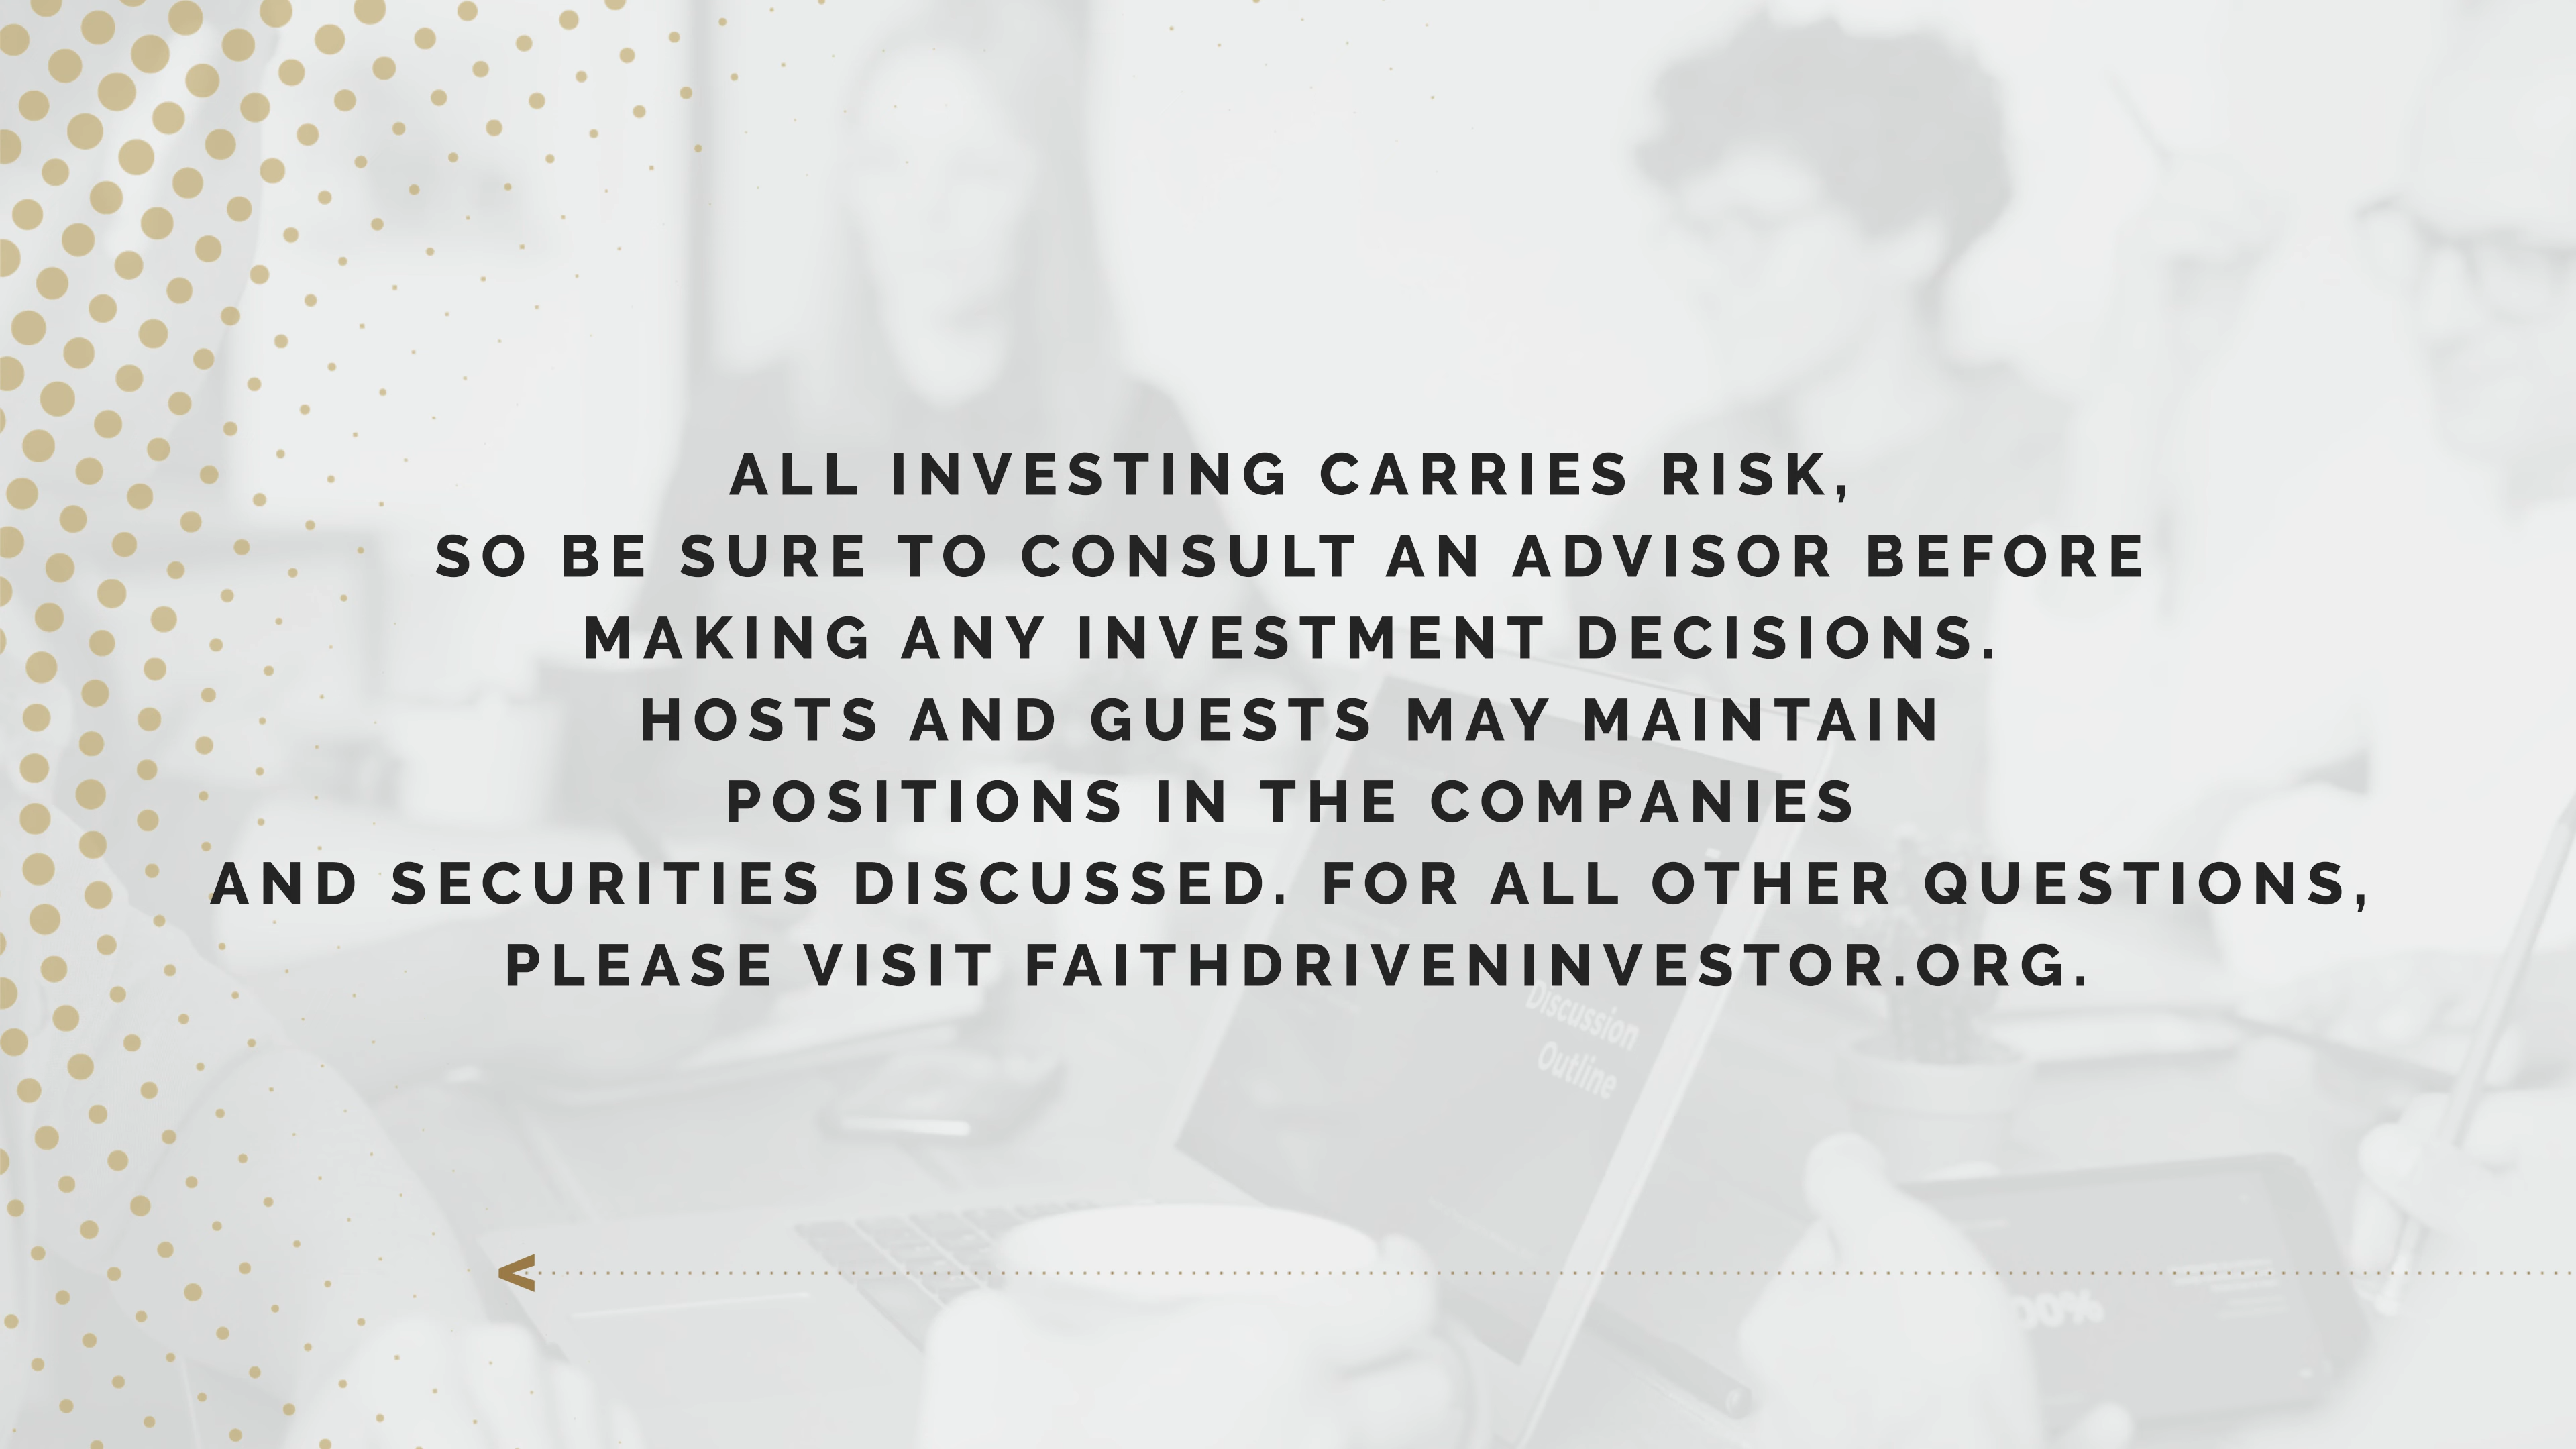 ALL INVESTING CARRIES RISK,
SO BE SURE TO CONSULT AN ADVISOR BEFORE
MAKING ANY INVESTMENT DECISIONS.
HOSTS AND GUESTS MAY MAINTAIN
POSITIONS IN THE COMPANIES
AND SECURITIES DISCUSSED. FOR ALL OTHER QUESTIONS,
PLEASE VISIT FAITHDRIVENINVESTOR.ORG.
Discussion
Outline